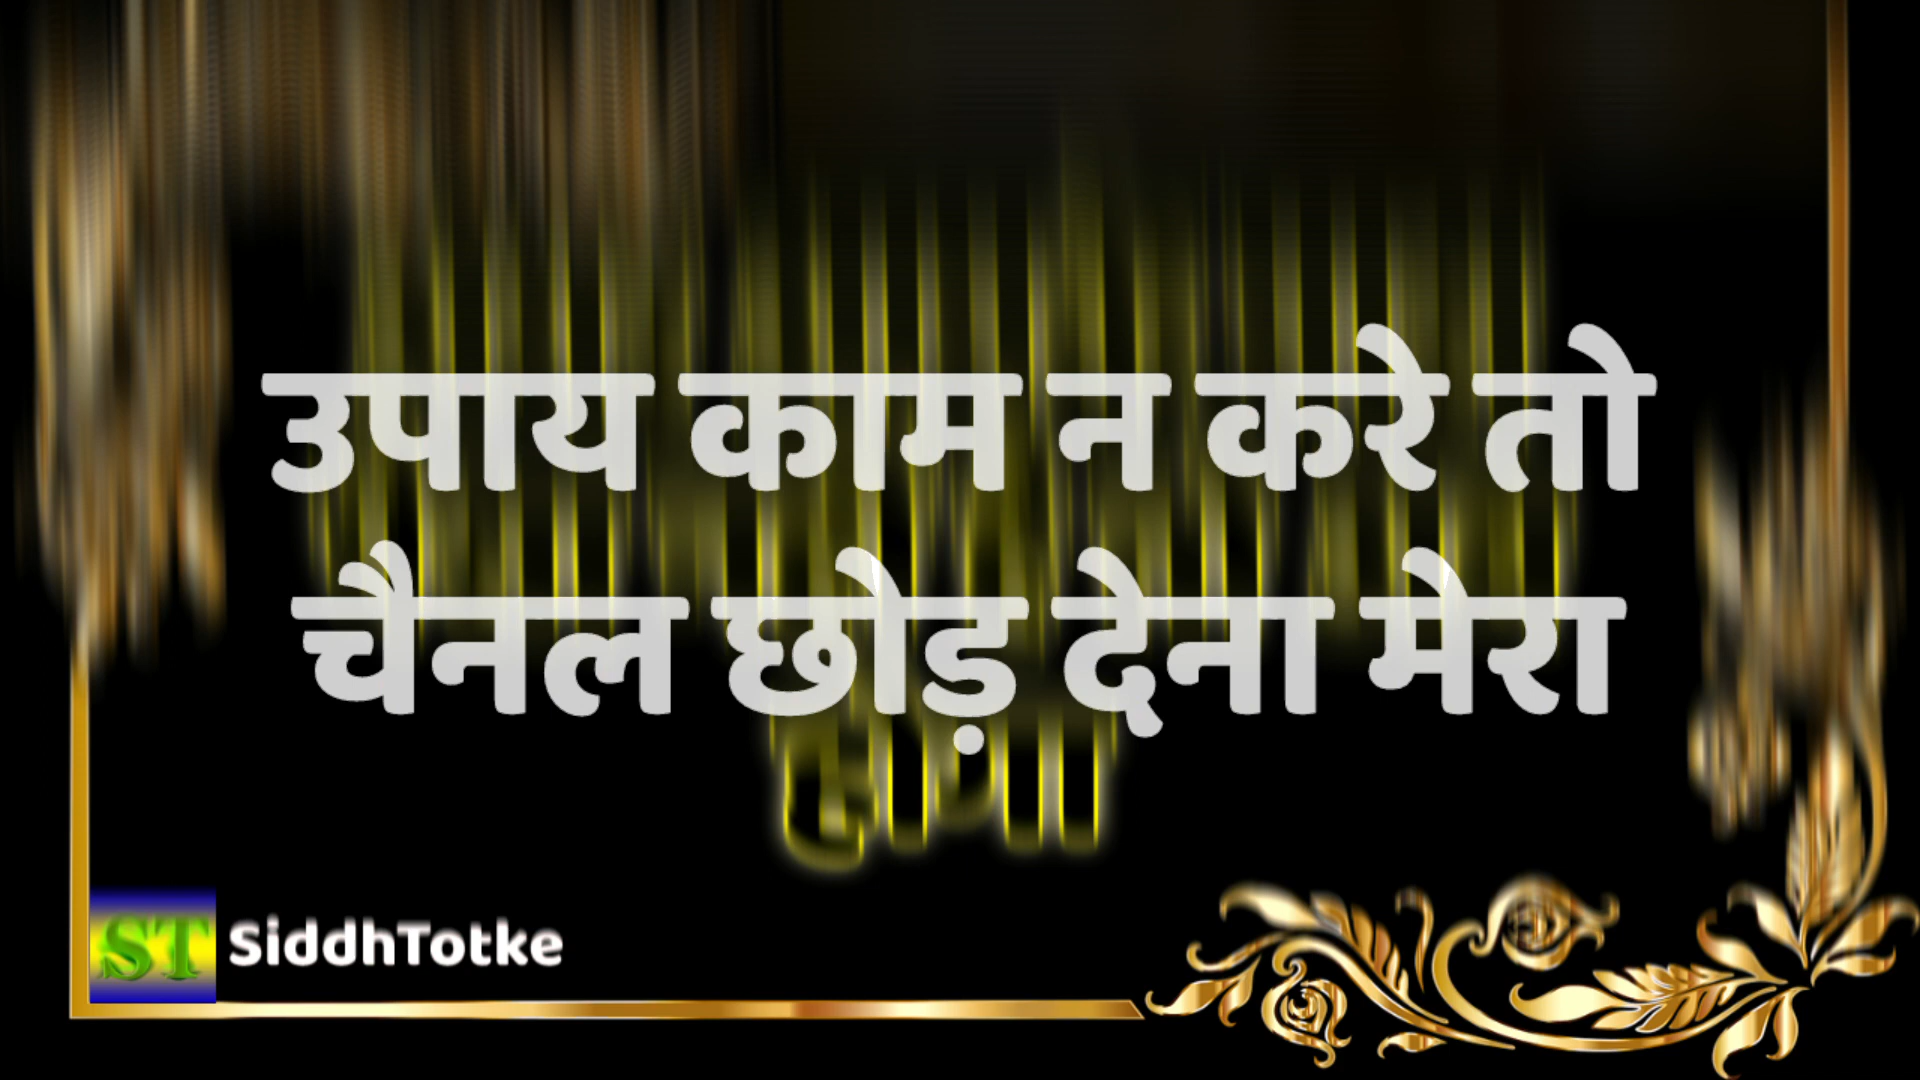 उपाय काम न करे तो
चैनल छोड़ देना मेरा
ST SiddhTotke